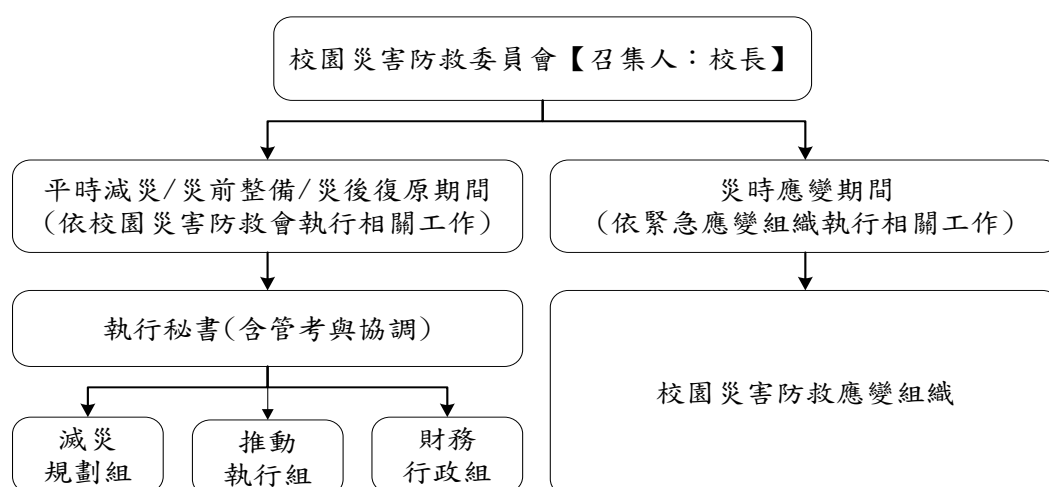 校園災害防救委員會【召集人：校長】
平時減災/災前整備/災後復原期間
(依校園災害防救會執行相關工作)
災時應變期間
(依緊急應變組織執行相關工作)
執行秘書(含管考與協調)
校園災害防救應變組織
減災
規劃組
推動
執行組
財務
行政組